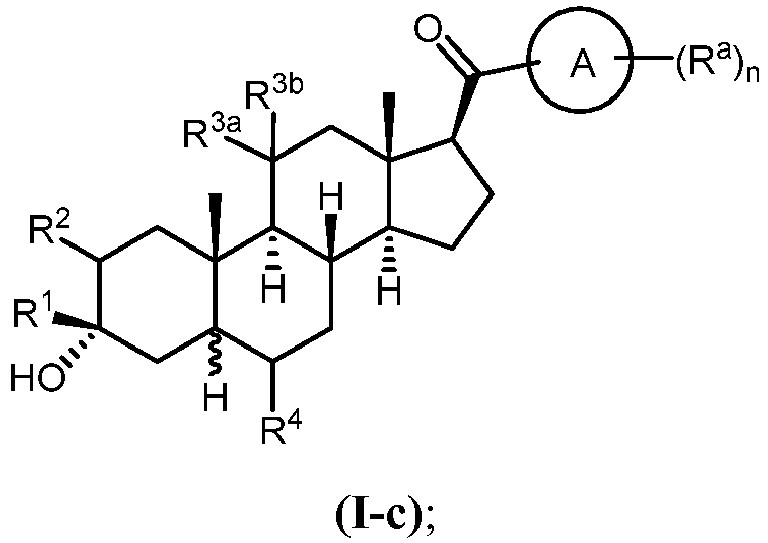 O
A
(Rᵃ)ₙ
R³ᵇ
R³ᵃ
H
R²
H
H
R¹
HO
H
R⁴
(I-c);